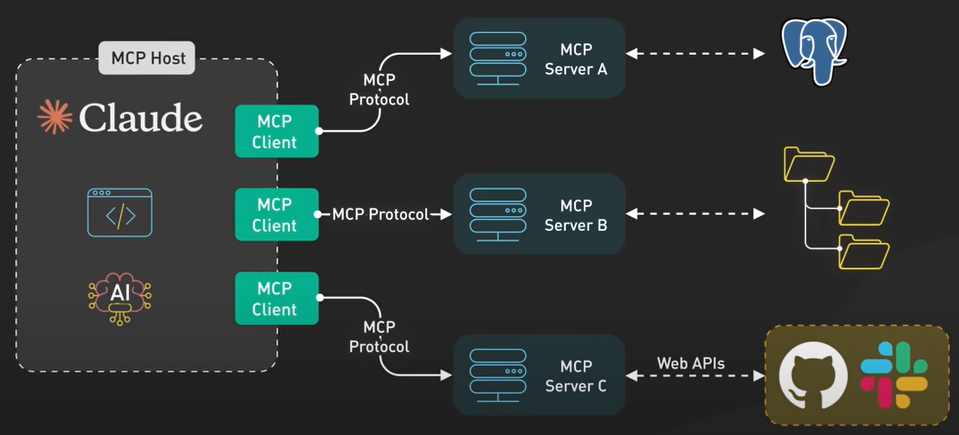 MCP Host
Claude
</>
AI
MCP
Client
MCP
Client
MCP
Client
MCP
Protocol
MCP Protocol
MCP
Protocol
MCP
Server A
MCP
Server B
MCP
Server C
Web APIs